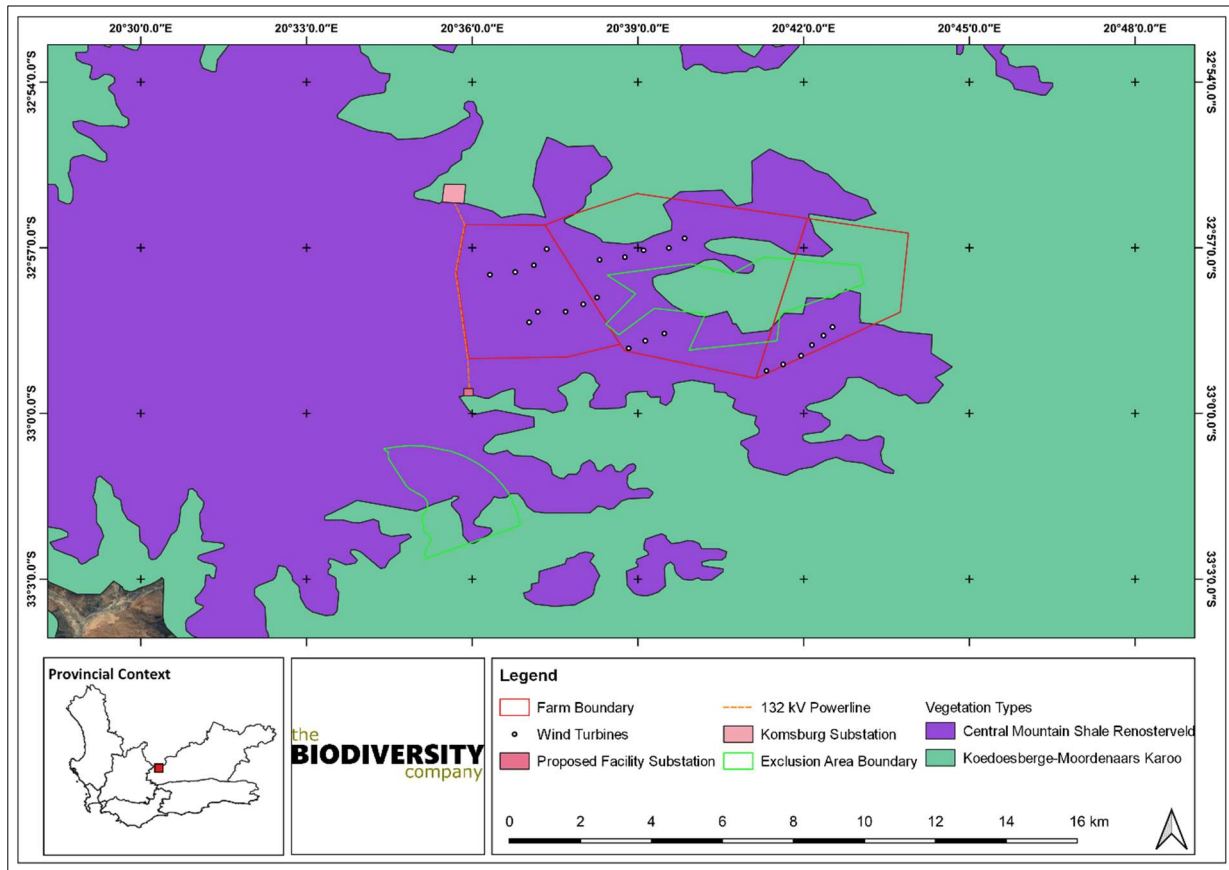 20°30'0.0"E 20°33'0.0"E 20°36'0.0"E 20°39'0.0"E 20°42'0.0"E 20°45'0.0"E 20°48'0.0"E
32°54'0.0"S 32°54'0.0"S
32°57'0.0"S 32°57'0.0"S
33°0'0.0"S 33°0'0.0"S
33°3'0.0"S 33°3'0.0"S
Provincial Context
the
BIODIVERSITY
company
Legend
Farm Boundary
Wind Turbines
Proposed Facility Substation
132 kV Powerline
Komsburg Substation
Exclusion Area Boundary
Vegetation Types
Central Mountain Shale Renosterveld
Koedoesberge-Moordenaars Karoo
0 2 4 6 8 10 12 14 16 km